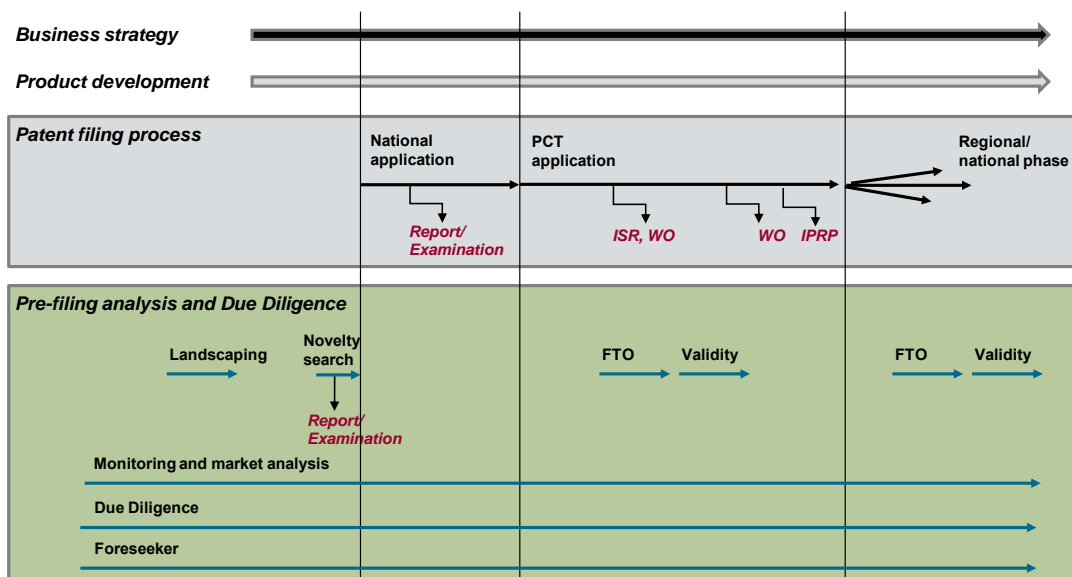 Business strategy
Product development
Patent filing process
National
application
PCT
application
Regional/
national phase
Report/
Examination
ISR, WO
WO
IPRP
Pre-filing analysis and Due Diligence
Landscaping
Novelty
search
FTO
Validity
FTO
Validity
Report/
Examination
Monitoring and market analysis
Due Diligence
Foreseeker